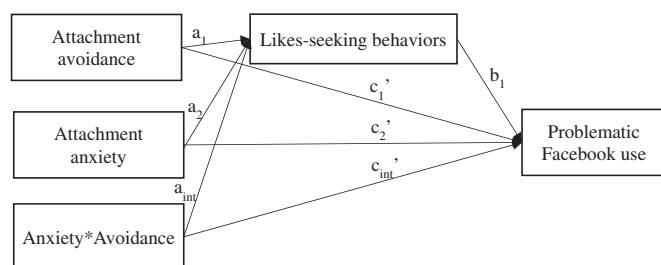 Attachment
avoidance
a1
Likes-seeking behaviors
b1
c1’
Attachment
anxiety
a2
c2’
Problematic
Facebook use
aint
cint’
Anxiety*Avoidance